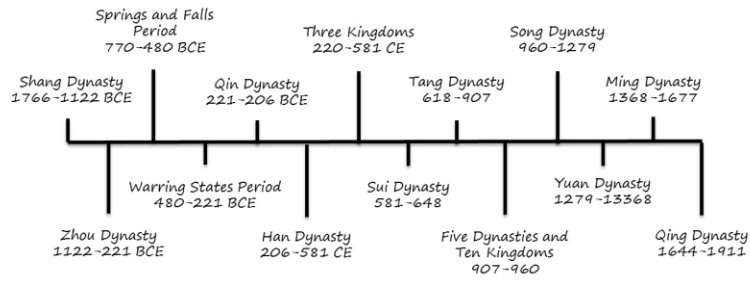 Shang Dynasty
1766-1122 BCE
Zhou Dynasty
1122-221 BCE
Springs and Falls
Period
770-480 BCE
Warring States Period
480-221 BCE
Qin Dynasty
221-206 BCE
Han Dynasty
206-581 CE
Three Kingdoms
220-581 CE
Sui Dynasty
581-648
Tang Dynasty
618-907
Five Dynasties and
Ten Kingdoms
907-960
Song Dynasty
960-1279
Yuan Dynasty
1279-13368
Ming Dynasty
1368-1677
Qing Dynasty
1644-1911